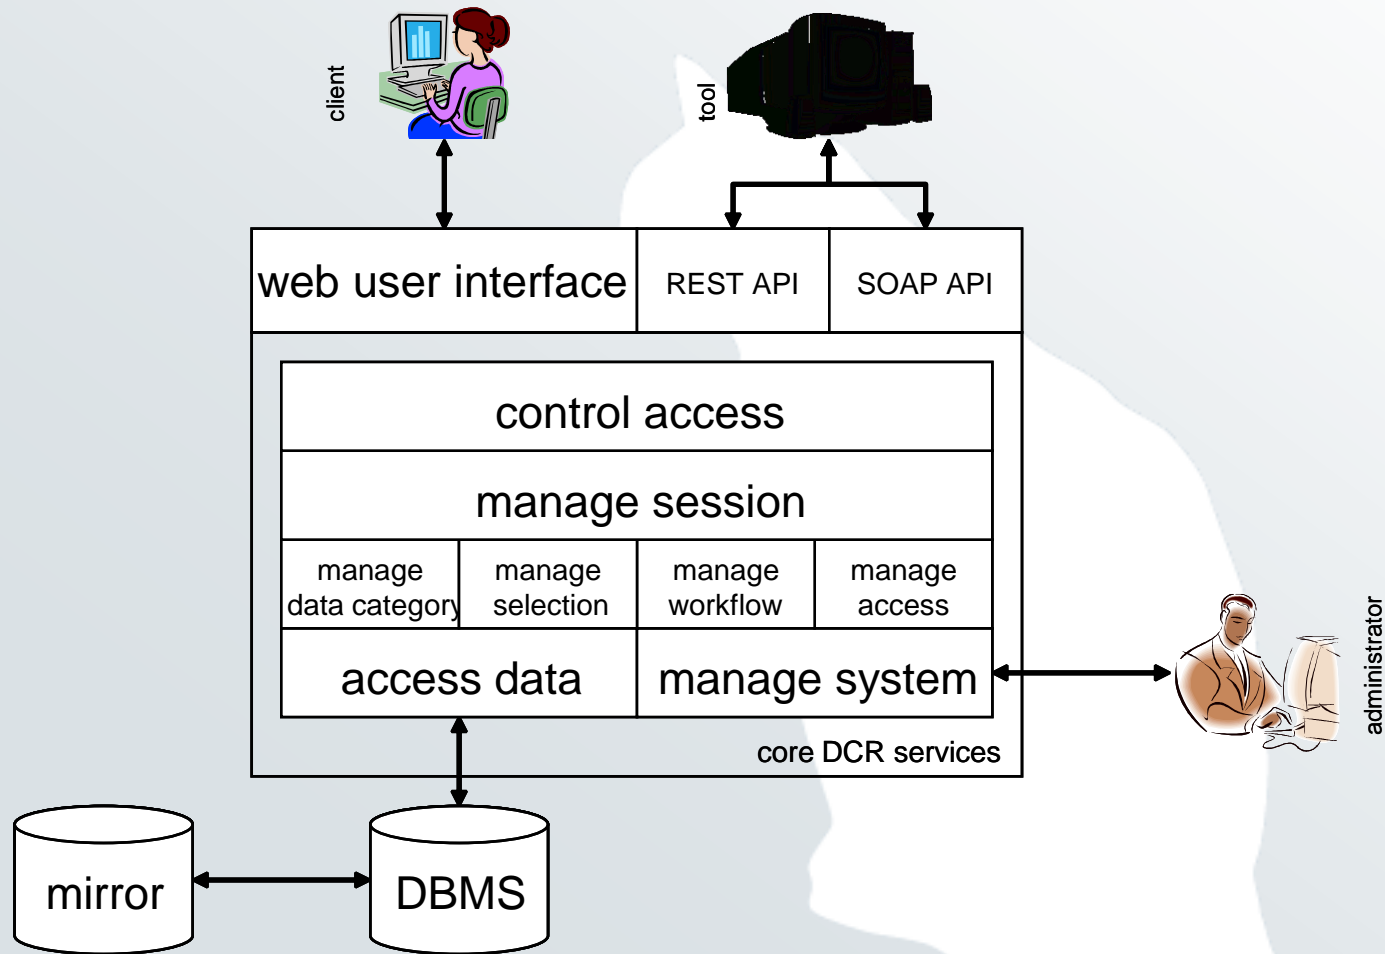 client
tool
web user interface
REST API
SOAP API
control access
manage session
manage
data category
manage
selection
manage
workflow
manage
access
access data
manage system
administrator
core DCR services
mirror
DBMS